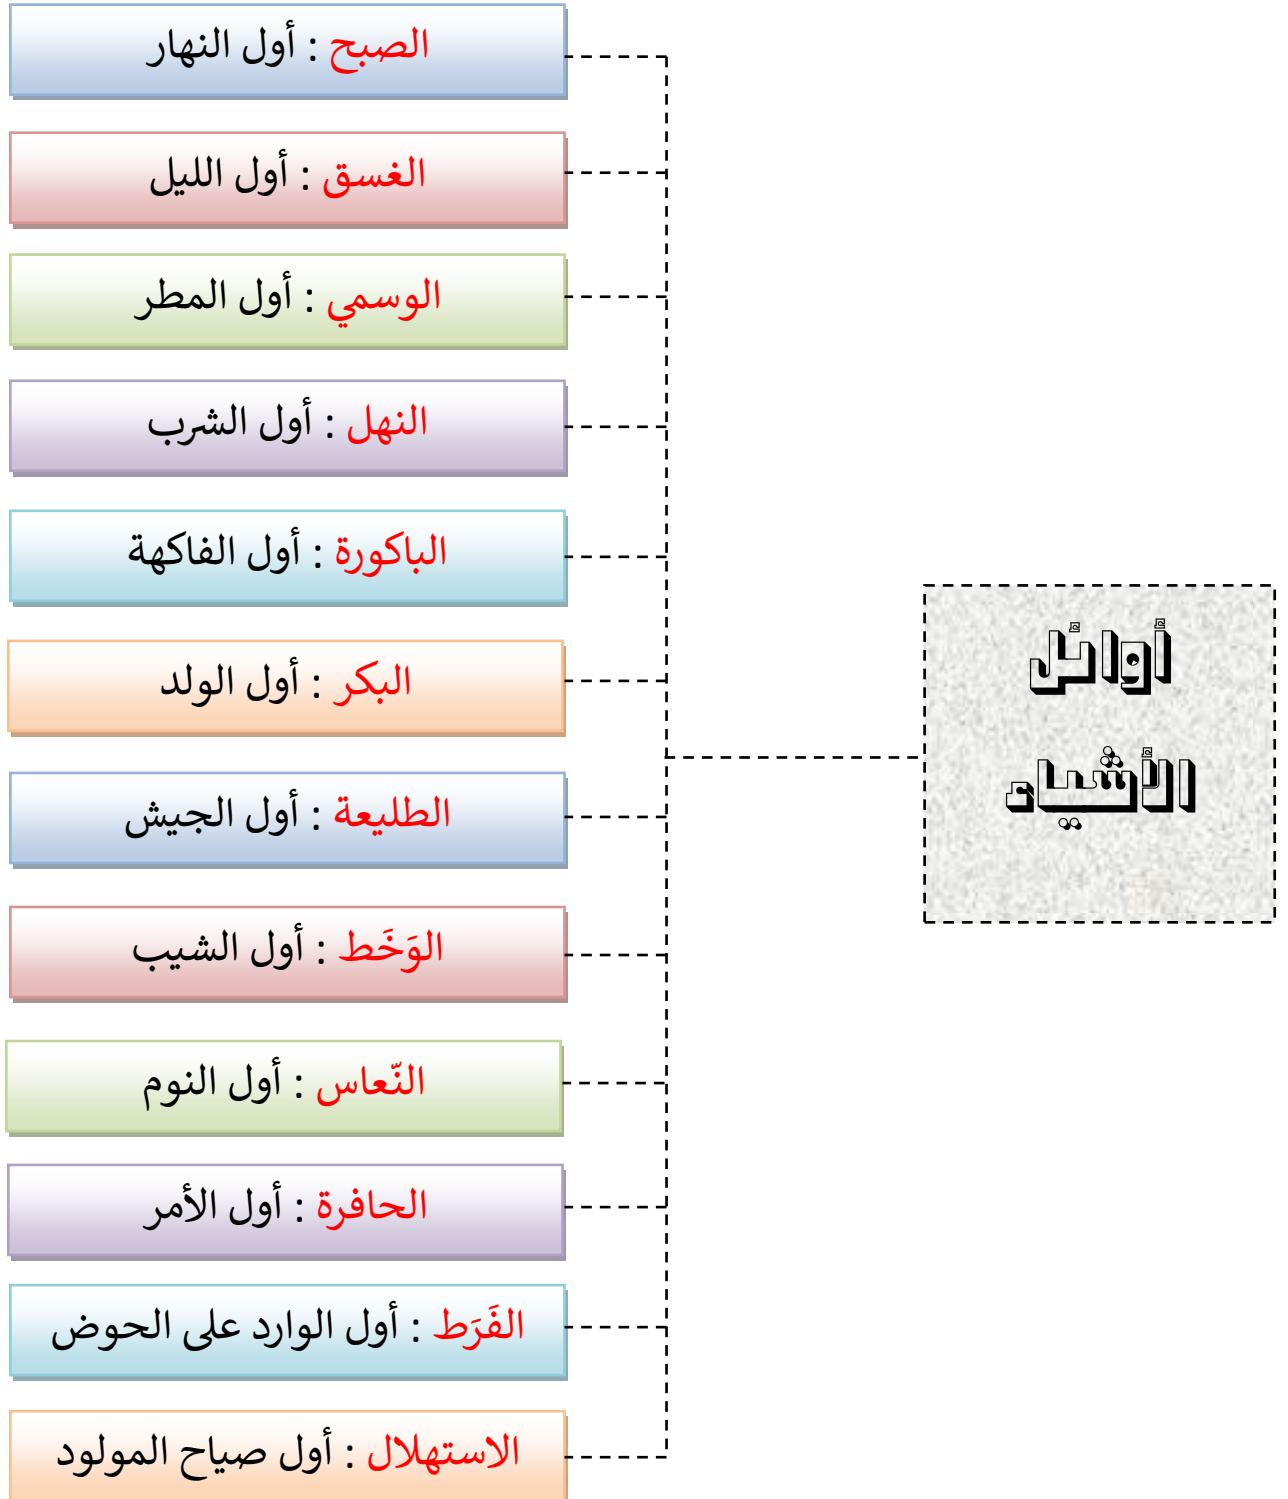 أوائل
الأشياء
الصبح : أول النهار
الغسق : أول الليل
الوسمي : أول المطر
النهل : أول الشرب
الباكورة : أول الفاكهة
البكر : أول الولد
الطليعة : أول الجيش
الوَخَط : أول الشيب
النّعاس : أول النوم
الحافرة : أول الأمر
الفَرَط : أول الوارد على الحوض
الاستهلال : أول صياح المولود